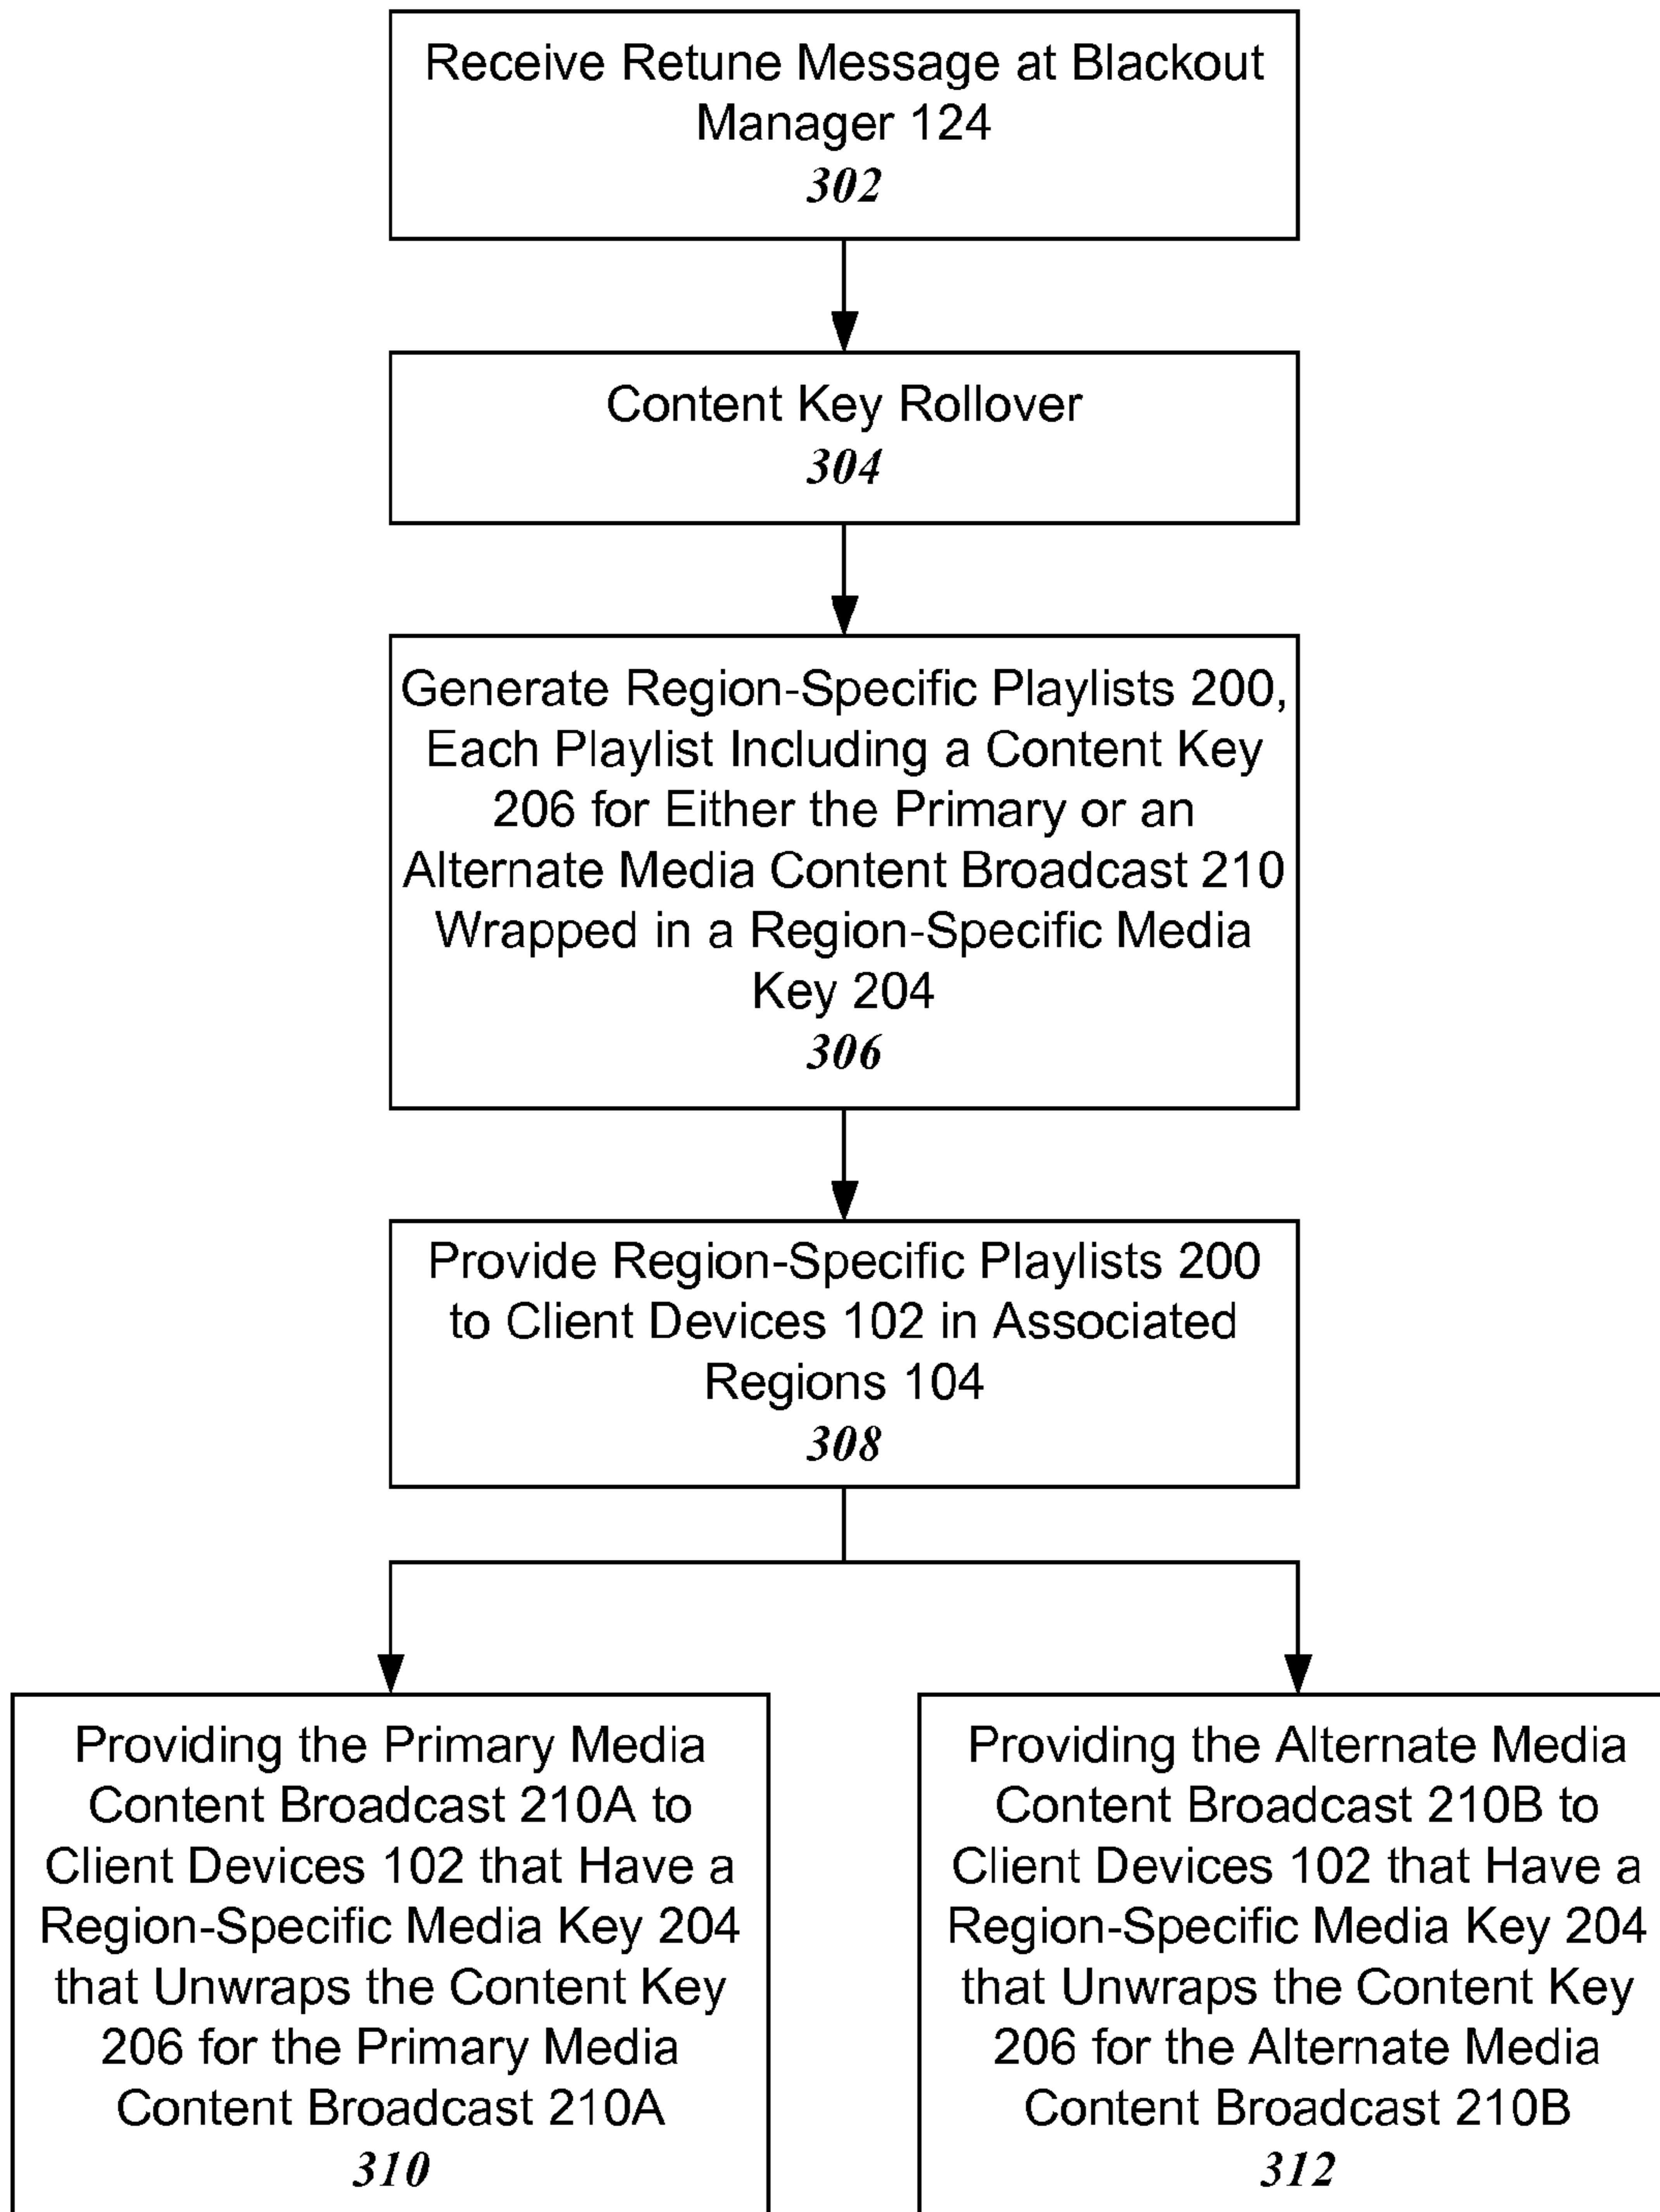 Receive Retune Message at Blackout
Manager 124
302
Content Key Rollover
304
Generate Region-Specific Playlists 200,
Each Playlist Including a Content Key
206 for Either the Primary or an
Alternate Media Content Broadcast 210
Wrapped in a Region-Specific Media
Key 204
306
Provide Region-Specific Playlists 200
to Client Devices 102 in Associated
Regions 104
308
Providing the Primary Media
Content Broadcast 210A to
Client Devices 102 that Have a
Region-Specific Media Key 204
that Unwraps the Content Key
206 for the Primary Media
Content Broadcast 210A
310
Providing the Alternate Media
Content Broadcast 210B to
Client Devices 102 that Have a
Region-Specific Media Key 204
that Unwraps the Content Key
206 for the Alternate Media
Content Broadcast 210B
312